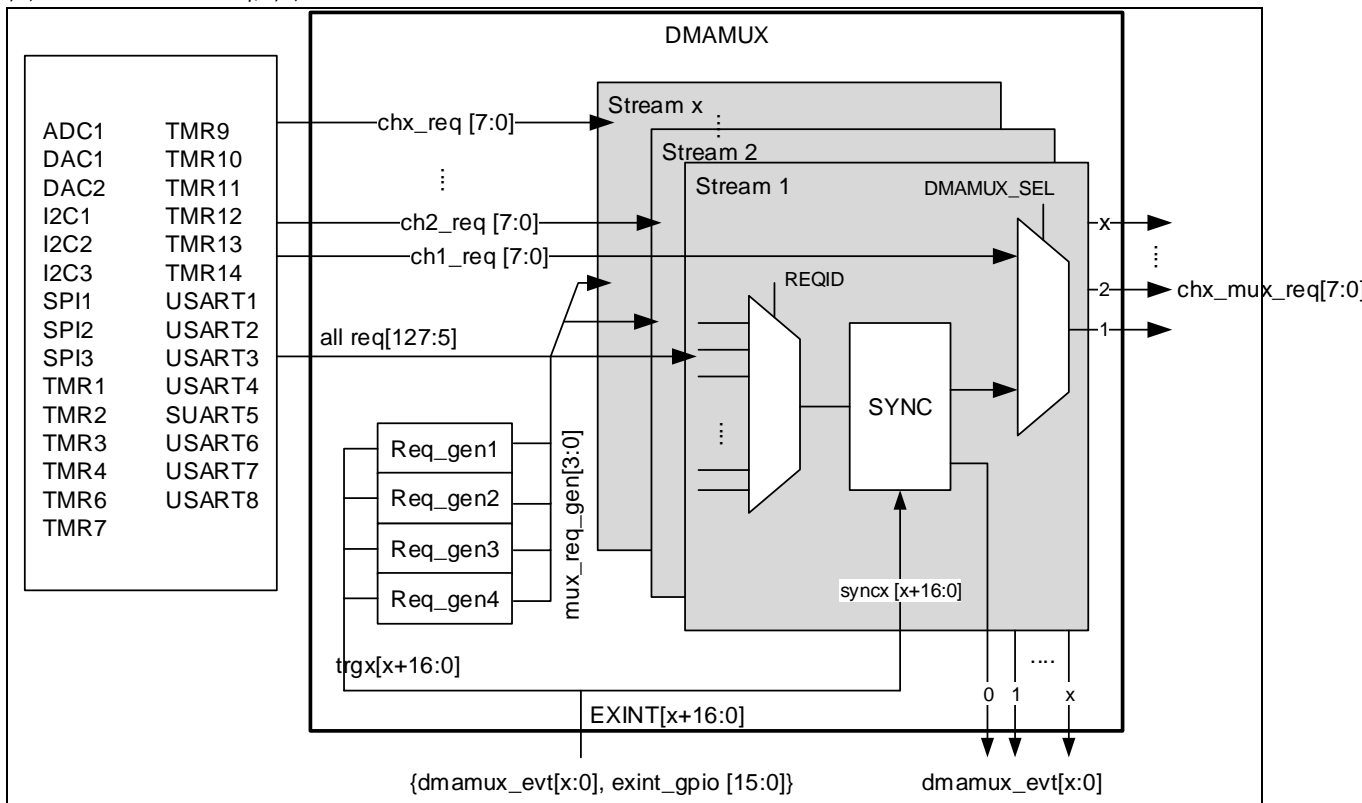 DMAMUX
ADC1
DAC1
DAC2
I2C1
I2C2
I2C3
SPI1
SPI2
SPI3
TMR1
TMR2
TMR3
TMR4
TMR6
TMR7
TMR9
TMR10
TMR11
TMR12
TMR13
TMR14
USART1
USART2
USART3
USART4
SUART5
USART6
USART7
USART8
chx_req [7:0]
ch2_req [7:0]
ch1_req [7:0]
all req[127:5]
Stream x
Stream 2
Stream 1
DMAMUX_SEL
REQID
SYNC
x
2
1
chx_mux_req[7:0]
Req_gen1
Req_gen2
Req_gen3
Req_gen4
mux_req_gen[3:0]
syncx [x+16:0]
trgx[x+16:0]
EXINT[x+16:0]
0 1 x
{dmamux_evt[x:0], exint_gpio [15:0]}
dmamux_evt[x:0]